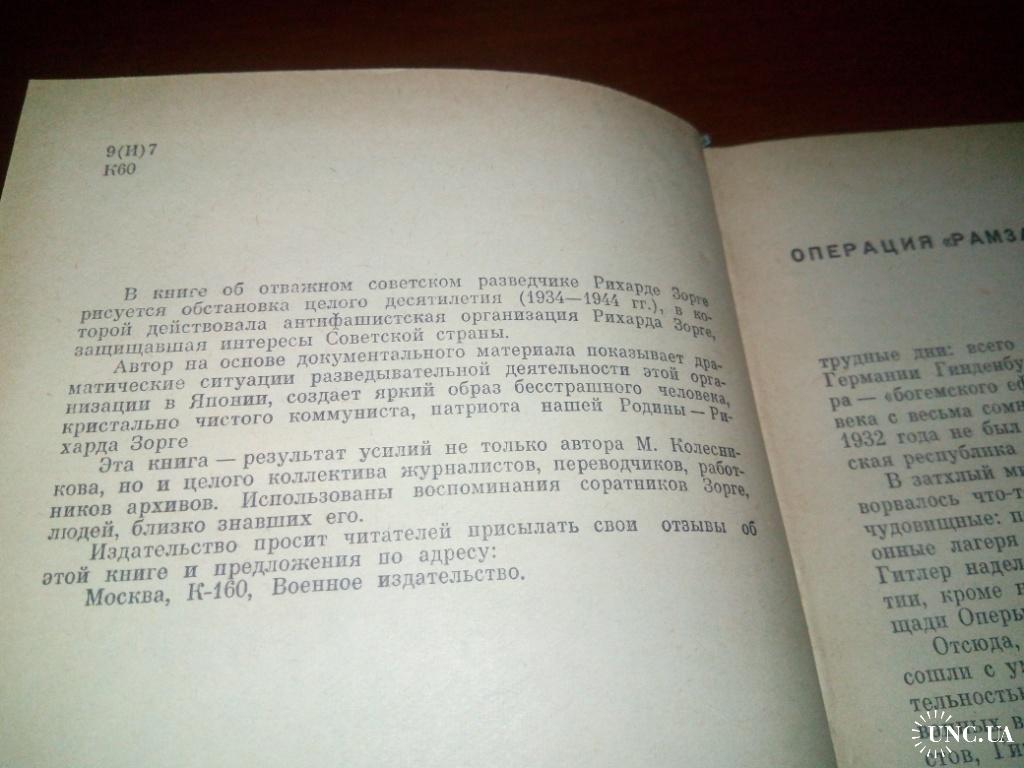 9(И)7
К60
В книге об отважном советском разведчике Рихарде Зорге
рисуется обстановка целого десятилетия (1934—1944 гг.), в ко-
торой действовала антифашистская организация Рихарда Зорге,
защищавшая интересы Советской страны.
Автор на основе документального материала показывает дра-
матические ситуации разведывательной деятельности этой орга-
низации в Японии, создает яркий образ бесстрашного человека,
кристально чистого коммуниста, патриота нашей Родины — Ри-
харда Зорге
Эта книга — результат усилий не только автора М. Колесни-
кова, но и целого коллектива журналистов, переводчиков, работ-
ников архивов. Использованы воспоминания соратников Зорге,
людей, близко знавших его.
Издательство просит читателей присылать свои отзывы об
этой книге и предложения по адресу:
Москва, К-160, Военное издательство.
ОПЕРАЦИЯ «РАМЗА
трудные дни: всего
Германии Гинденбу
ра — «богемского еф
века с весьма сомн
1932 года не был
ская республика
В затхлый ми
ворвалось что-т
чудовищные: п
онные лагеря
Гитлер надел
тии, кроме н
щади Оперы
Отсюда,
сошли с у
тельностью
в
стов, Ги
UNC.UA